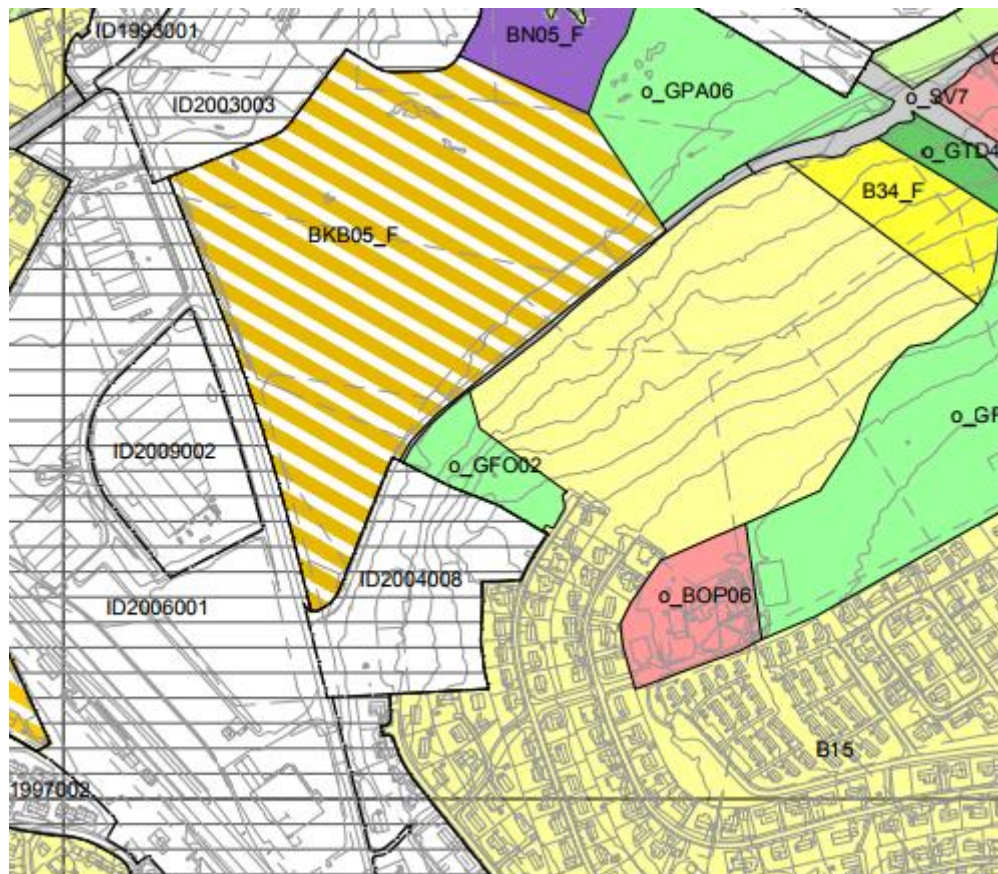 ID1993001
BN05_F
ID2003003
o_GPA06
o_SV7
o_GTD4
B34_F
BKB05_F
o_GF
ID2009002
o_GFO02
ID2004008
o_BOP06
ID2006001
B15
1997002